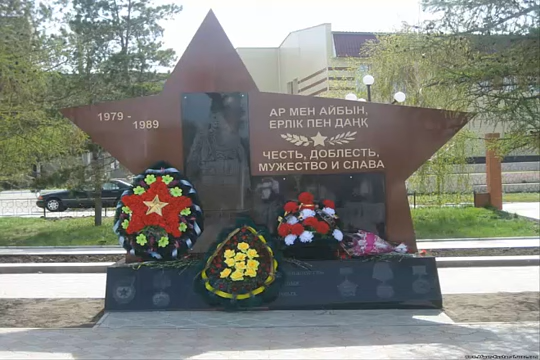 1979 -
1989
АР МЕН АЙБЫН,
ЕРЛІК ПЕН ДАҢҚ
ЧЕСТЬ, ДОБЛЕСТЬ,
МУЖЕСТВО И СЛАВА